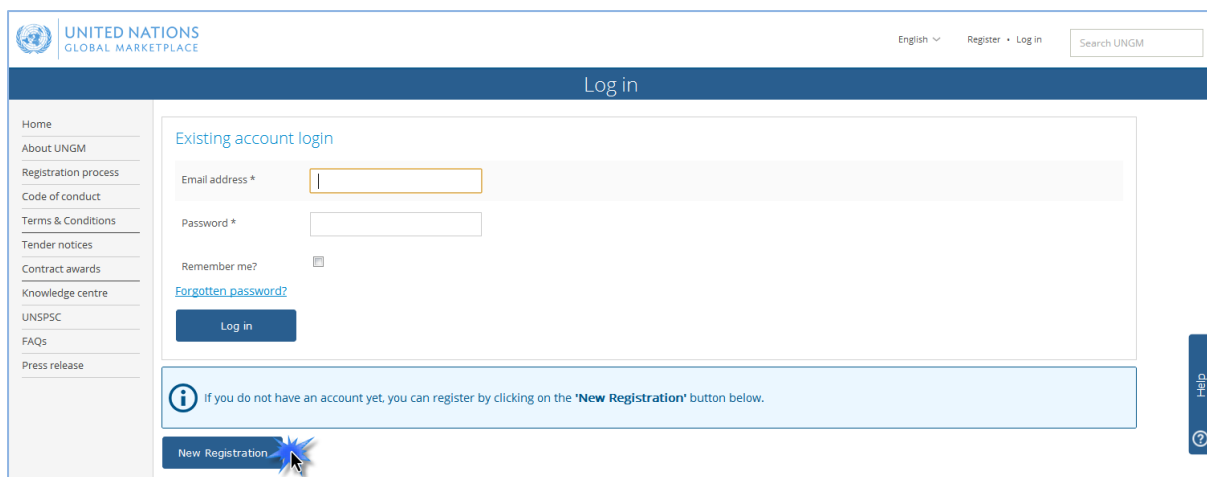 UNITED NATIONS
GLOBAL MARKETPLACE
English
Register • Log in
Search UNGM
Log in
Home
About UNGM
Registration process
Code of conduct
Terms & Conditions
Tender notices
Contract awards
Knowledge centre
UNSPSC
FAQs
Press release
Existing account login
Email address *
Password *
Remember me?
Forgotten password?
Log in
If you do not have an account yet, you can register by clicking on the 'New Registration' button below.
New Registration
Help